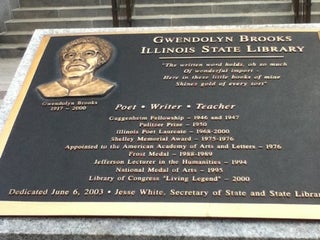 GWENDOLYN BROOKS
ILLINOIS STATE LIBRARY
"The written word holds, oh so much
Of wonderful import
Here in these little books of mine
Shines gold of every sort"
Gwendolyn Brooks
1917 - 2000
Poet • Writer • Teacher
Guggenheim Fellowship - 1946 and 1947
Pulitzer Prize - 1950
Illinois Poet Laureate - 1968-2000
Shelley Memorial Award - 1975-1976
Appointed to the American Academy of Arts and Letters - 1976
Frost Medal - 1988-1989
Jefferson Lecturer in the Humanities - 1994
National Medal of Arts - 1995
Library of Congress "Living Legend" - 2000
Dedicated June 6, 2003 • Jesse White, Secretary of State and State Libra